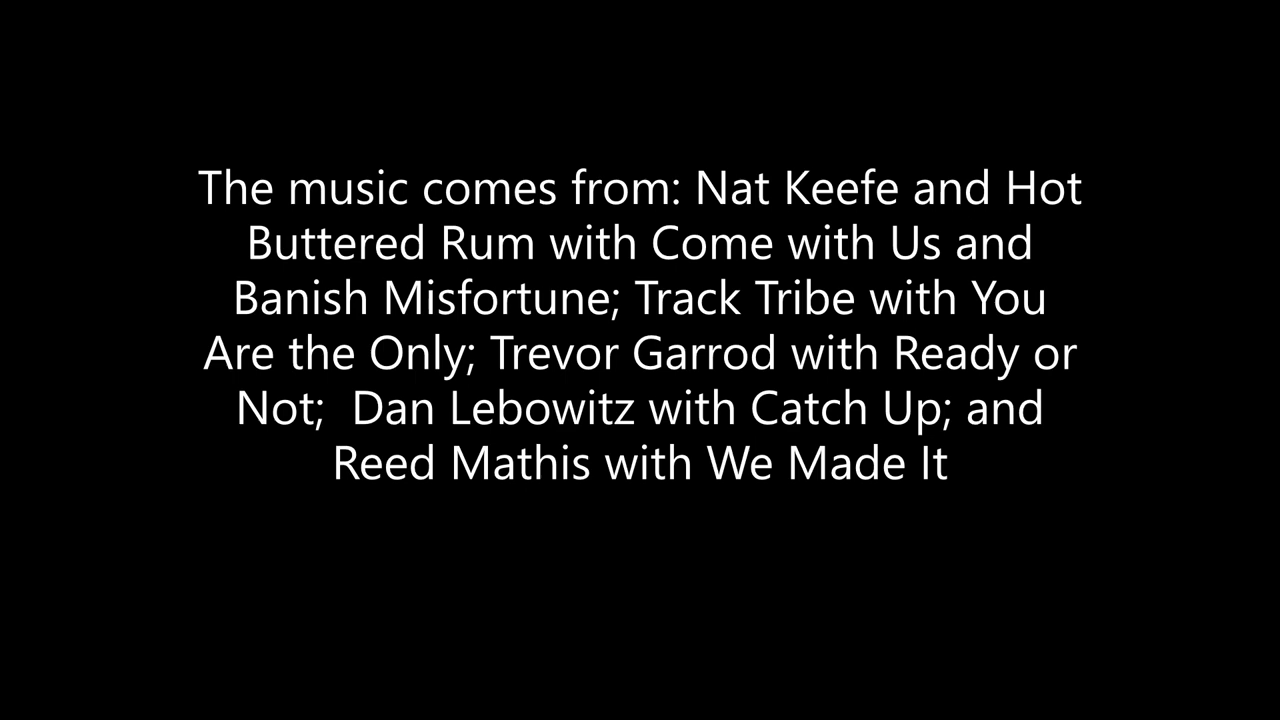 The music comes from: Nat Keefe and Hot
Buttered Rum with Come with Us and
Banish Misfortune; Track Tribe with You
Are the Only; Trevor Garrod with Ready or
Not;  Dan Lebowitz with Catch Up; and
Reed Mathis with We Made It